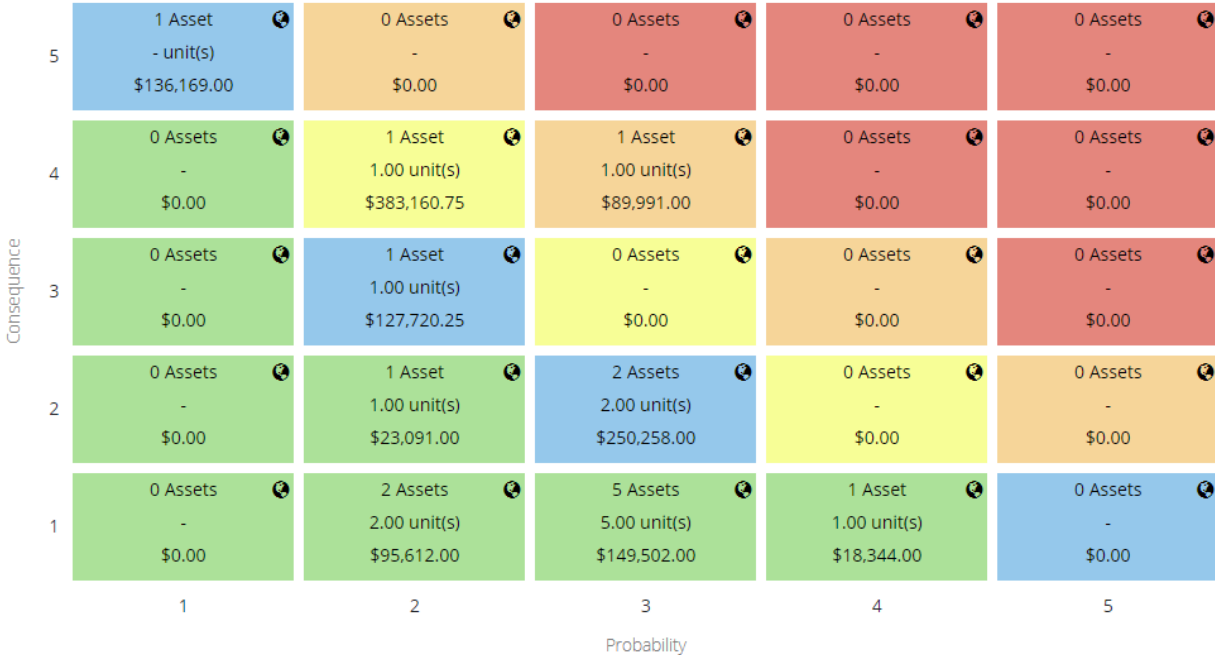 1 Asset 0 Assets 0 Assets 0 Assets 0 Assets
5 - unit(s) - - - -
$136,169.00 $0.00 $0.00 $0.00 $0.00
0 Assets 1 Asset 1 Asset 0 Assets 0 Assets
4 - 1.00 unit(s) 1.00 unit(s) - -
$0.00 $383,160.75 $89,991.00 $0.00 $0.00
Consequence
0 Assets 1 Asset 0 Assets 0 Assets 0 Assets
3 - 1.00 unit(s) - - -
$0.00 $127,720.25 $0.00 $0.00 $0.00
0 Assets 1 Asset 2 Assets 0 Assets 0 Assets
2 - 1.00 unit(s) 2.00 unit(s) - -
$0.00 $23,091.00 $250,258.00 $0.00 $0.00
0 Assets 2 Assets 5 Assets 1 Asset 0 Assets
1 - 2.00 unit(s) 5.00 unit(s) 1.00 unit(s) -
$0.00 $95,612.00 $149,502.00 $18,344.00 $0.00
1 2 3 4 5
Probability